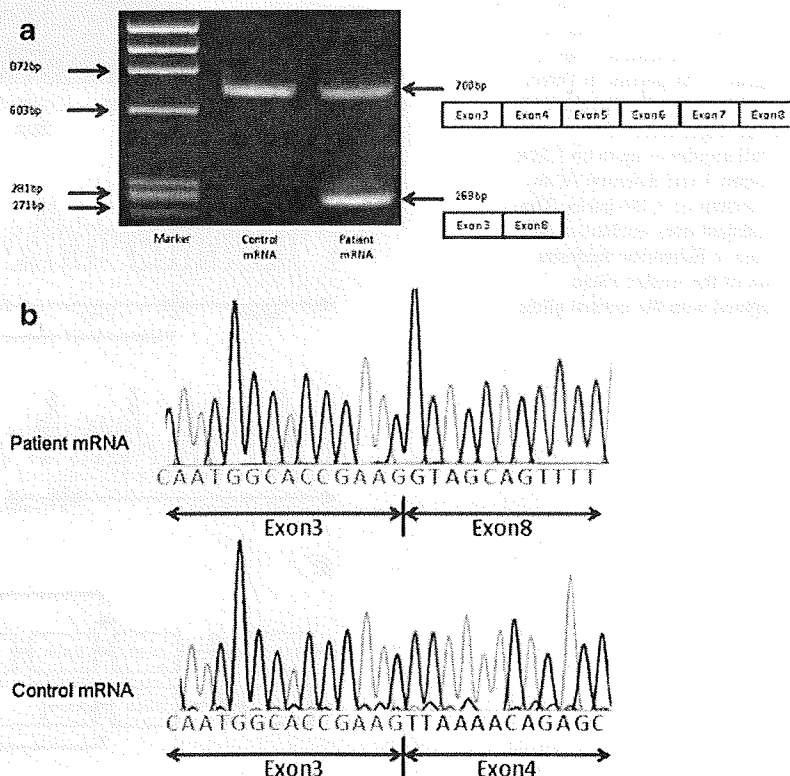 a
872bp
603bp
281bp
271bp
Marker
Control
mRNA
Patient
mRNA
700bp
Exon3 Exon4 Exon5 Exon6 Exon7 Exon8
269bp
Exon3 Exon8
b
Patient mRNA
CAATGGCACCGAAGGTAGCAGTTTT
Exon3 Exon8
Control mRNA
CAATGGCACCGAAGTTAAAACAGAGC
Exon3 Exon4